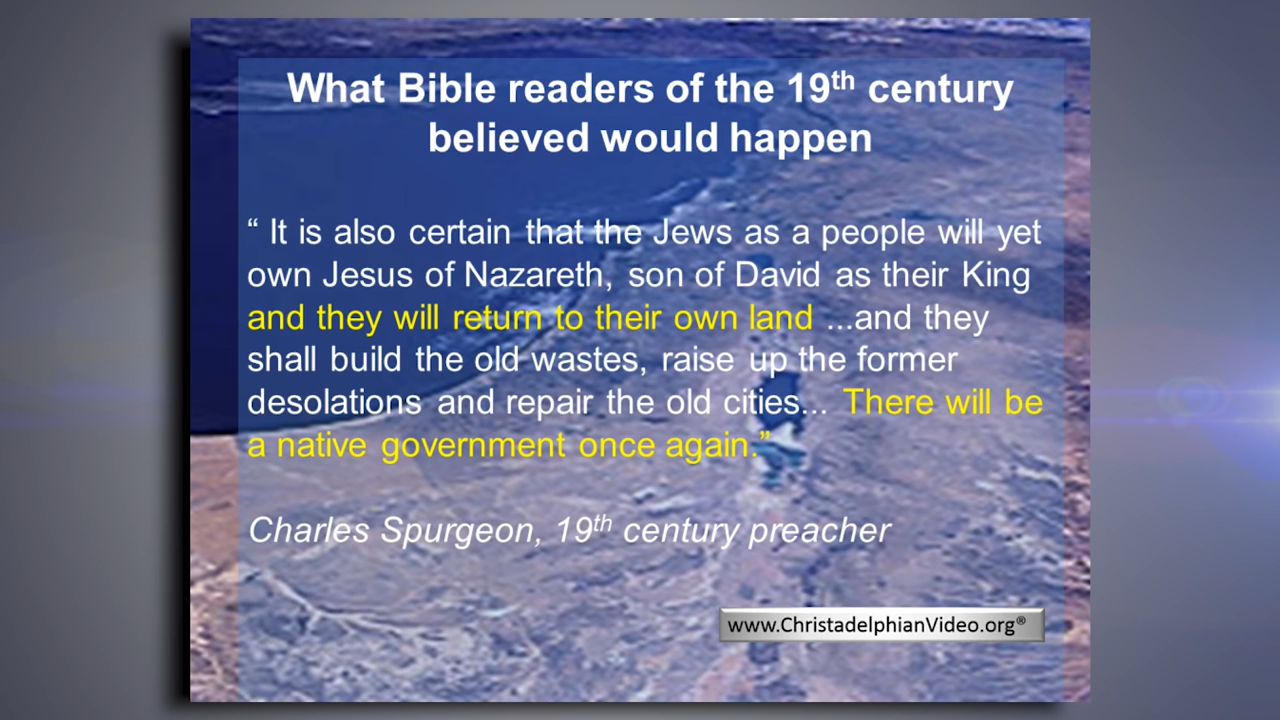 What Bible readers of the 19th century
believed would happen
“ It is also certain that the Jews as a people will yet
own Jesus of Nazareth, son of David as their King
and they will return to their own land ...and they
shall build the old wastes, raise up the former
desolations and repair the old cities... There will be
a native government once again.”
Charles Spurgeon, 19th century preacher
www.ChristadelphianVideo.org®